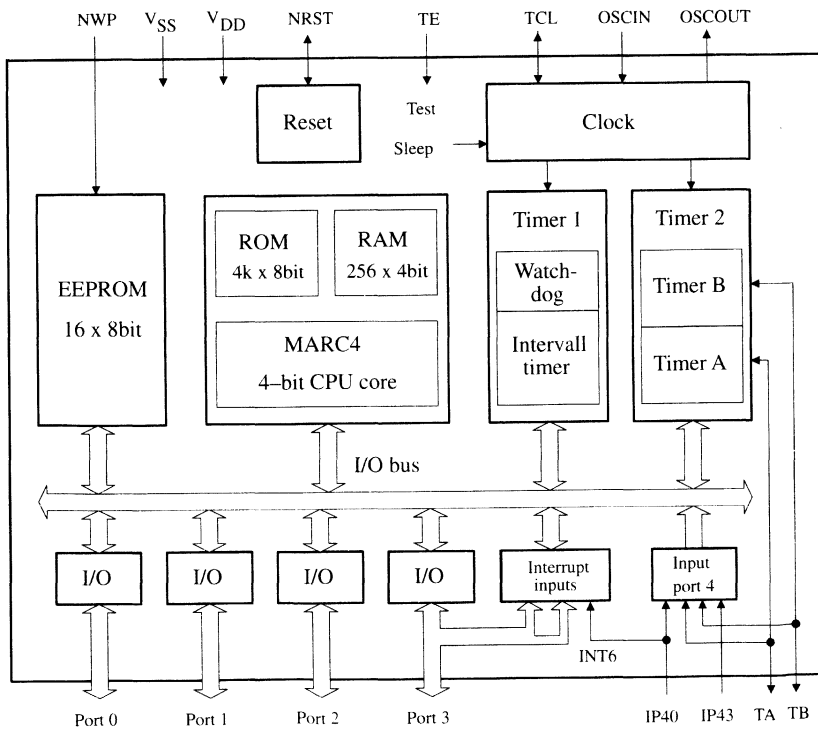 NWP
VSS
VDD
NRST
TE
TCL
OSCIN
OSCOUT
Reset
Test
Sleep
Clock
EEPROM
16 x 8bit
ROM
4k x 8bit
RAM
256 x 4bit
MARC4
4–bit CPU core
Timer 1
Watch-
dog
Intervall
timer
Timer 2
Timer B
Timer A
I/O bus
I/O
I/O
I/O
I/O
Interrupt
inputs
Input
port 4
INT6
Port 0
Port 1
Port 2
Port 3
IP40
IP43
TA
TB